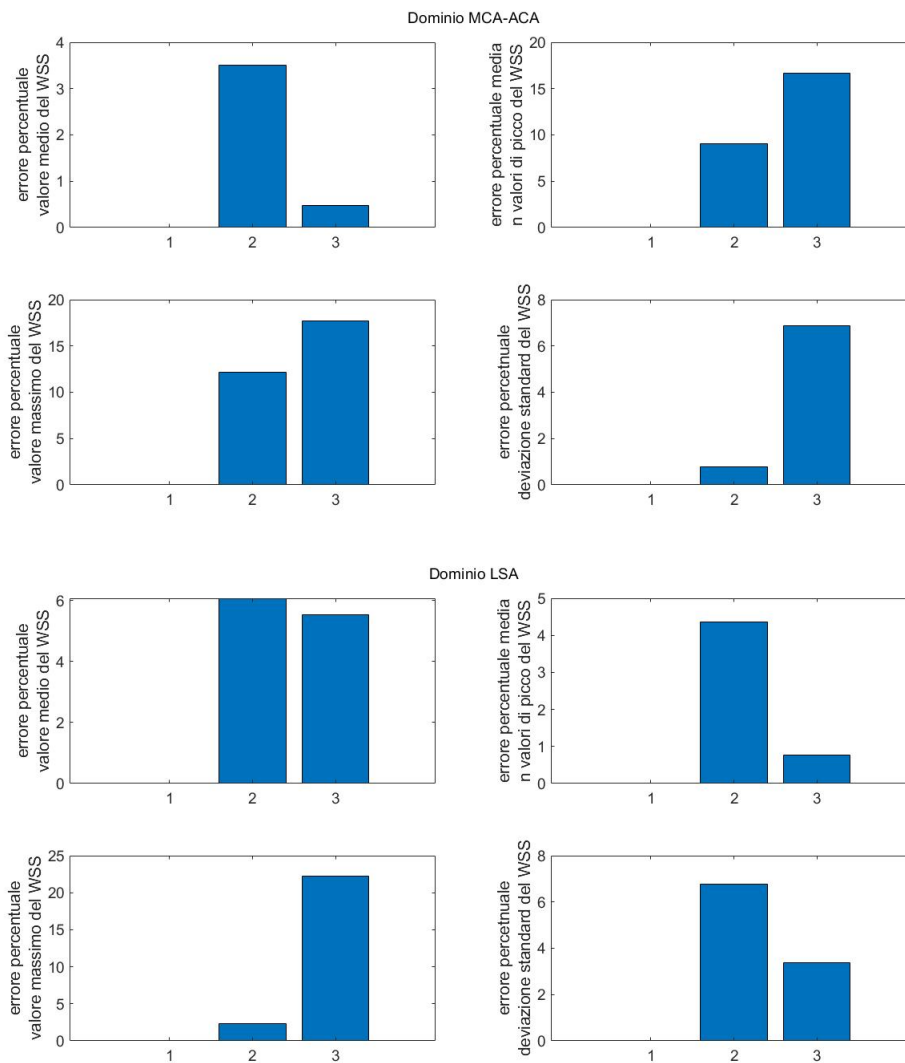 Dominio MCA-ACA
errore percentuale
valore medio del WSS
4
3
2
1
0
1 2 3
errore percentuale media
n valori di picco del WSS
20
15
10
5
0
1 2 3
errore percentuale
valore massimo del WSS
20
15
10
5
0
1 2 3
errore percetnuale
deviazione standard del WSS
8
6
4
2
0
1 2 3
Dominio LSA
errore percentuale
valore medio del WSS
6
4
2
0
1 2 3
errore percentuale media
n valori di picco del WSS
5
4
3
2
1
0
1 2 3
errore percentuale
valore massimo del WSS
25
20
15
10
5
0
1 2 3
errore percetnuale
deviazione standard del WSS
8
6
4
2
0
1 2 3